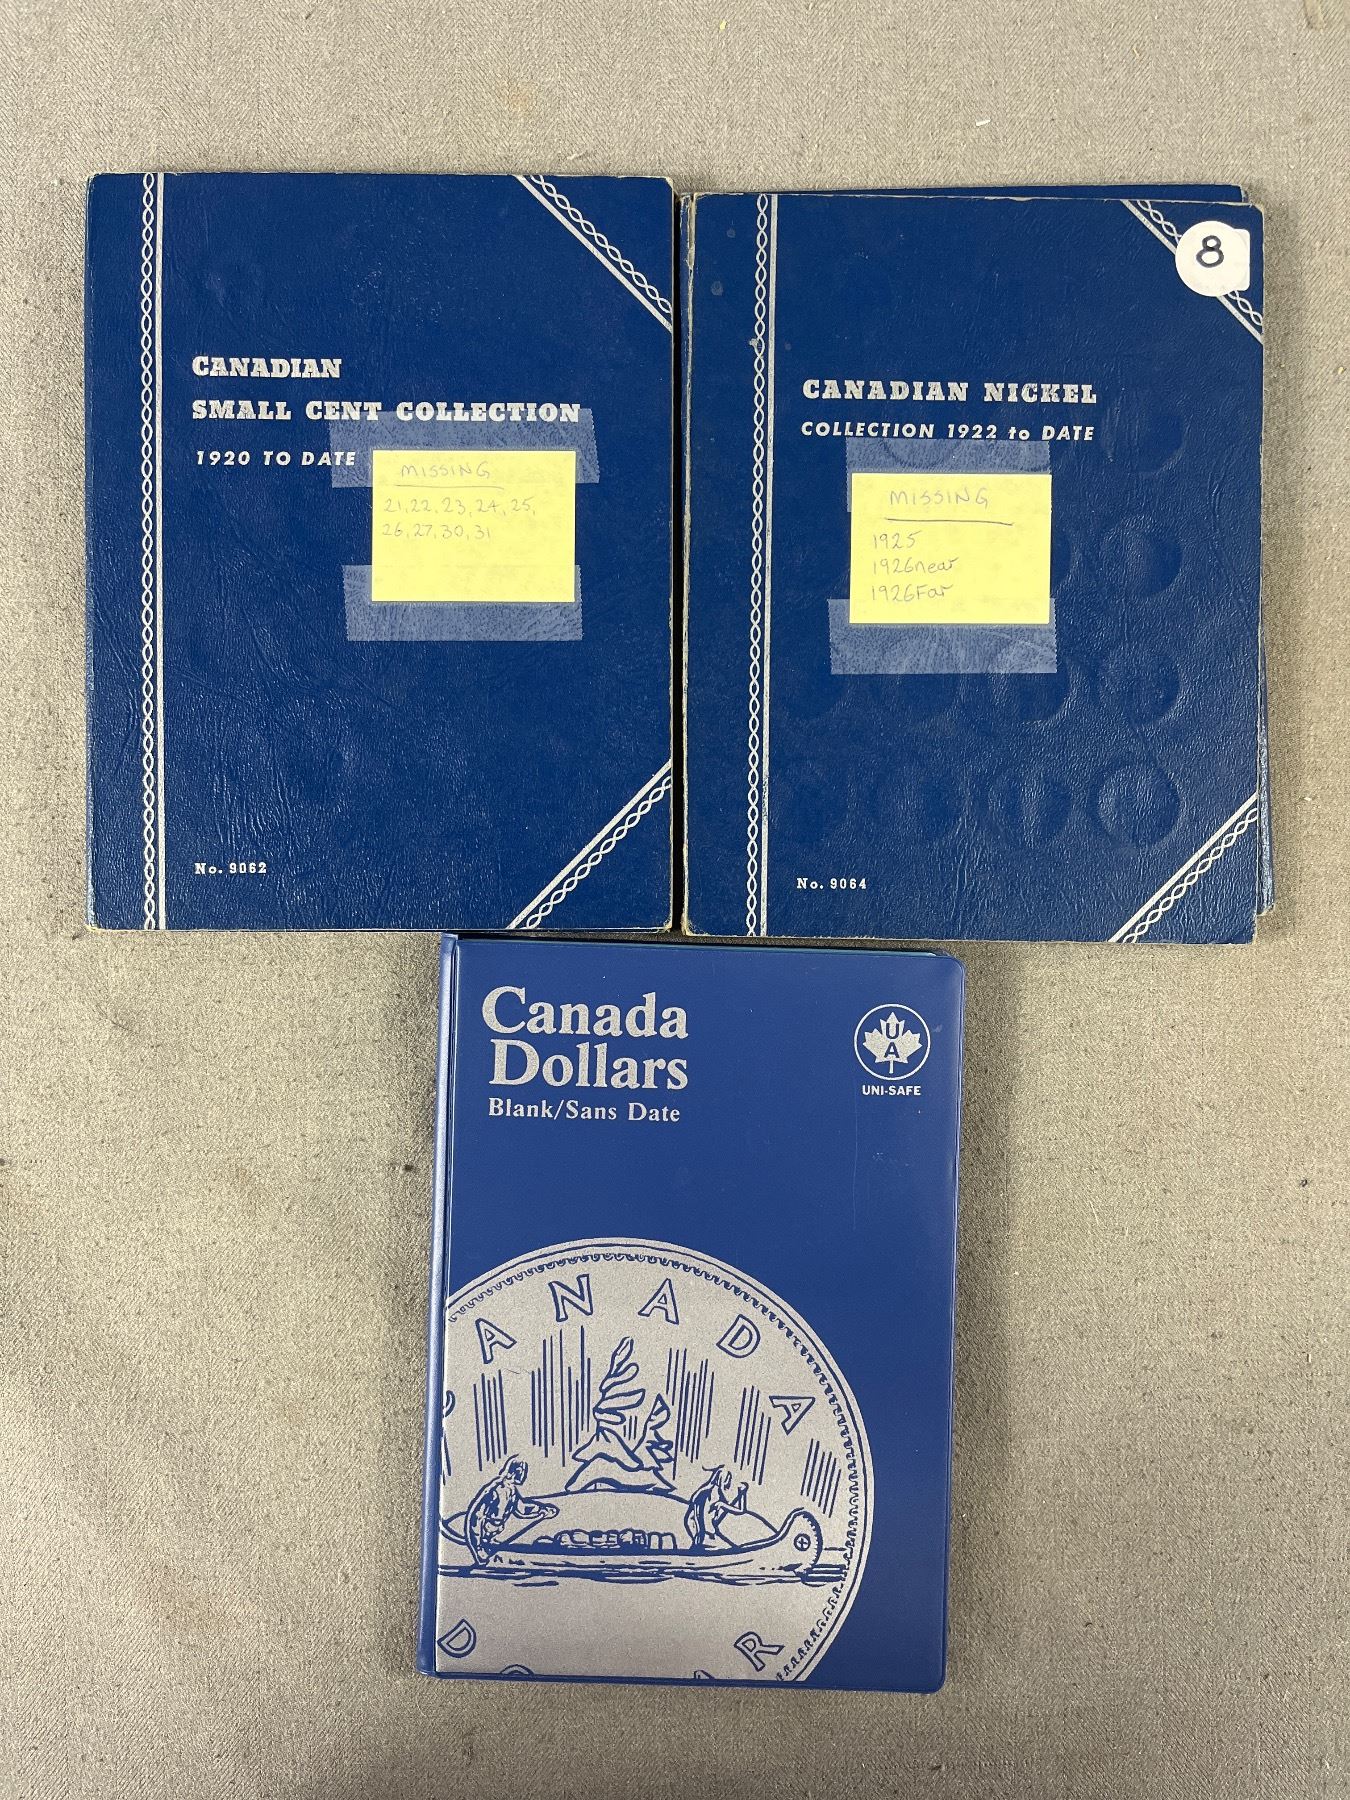 CANADIAN
SMALL CENT COLLECTION
1920 TO DATE
MISSING
21, 22, 23, 24, 25,
26, 27, 30, 31
No. 9062
8
CANADIAN NICKEL
COLLECTION 1922 to DATE
MISSING
1925
1926near
1926Far
No. 9064
Canada
Dollars
Blank/Sans Date
U
A
UNI-SAFE
ANADA
D
AR